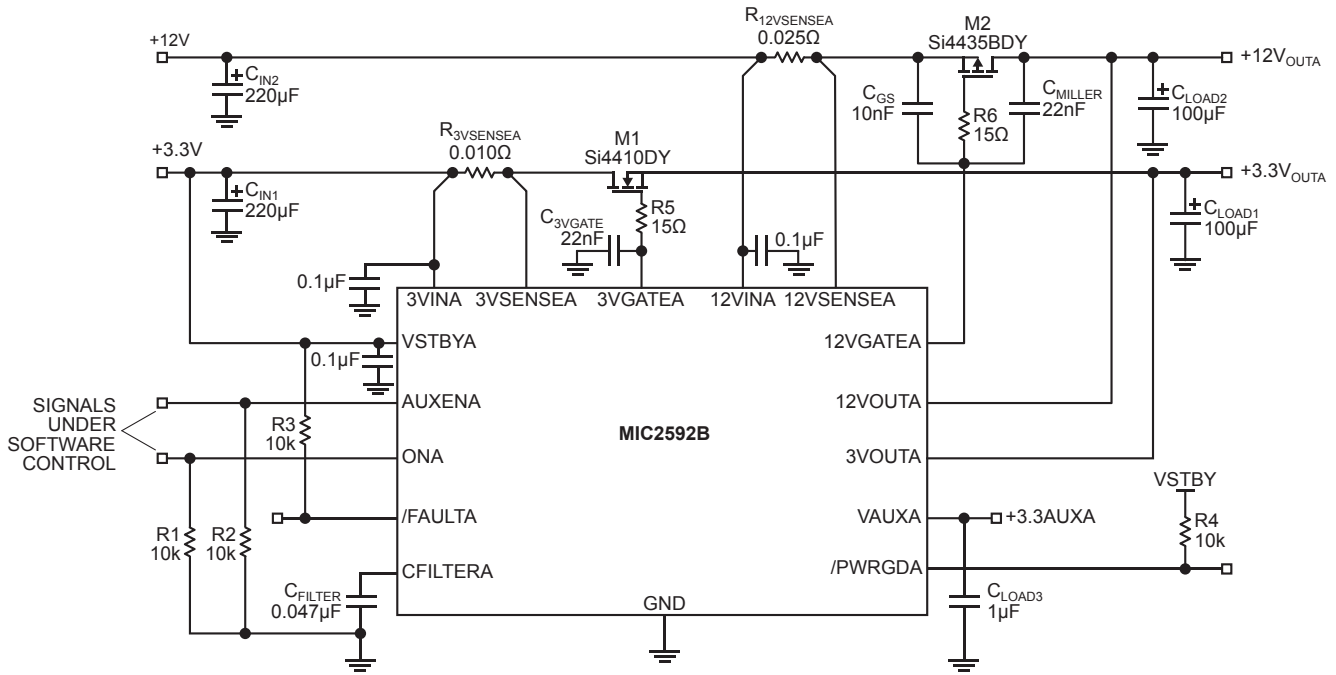 R12VSENSEA
0.025Ω
M2
Si4435BDY
+12V
+12VOUTA
CIN2
220µF
CGS
10nF
R6
15Ω
CMILLER
22nF
CLOAD2
100µF
R3VSENSEA
0.010Ω
M1
Si4410DY
+3.3V
+3.3VOUTA
CIN1
220µF
C3VGATE
22nF
R5
15Ω
0.1µF
CLOAD1
100µF
0.1µF
3VINA 3VSENSEA 3VGATEA 12VINA 12VSENSEA
VSTBYA
12VGATEA
0.1µF
SIGNALS
UNDER
SOFTWARE
CONTROL
AUXENA
12VOUTA
R3
10k
MIC2592B
ONA
3VOUTA
VSTBY
/FAULTA
VAUXA
+3.3AUXA
R4
10k
R1
10k
R2
10k
/PWRGDA
CFILTERA
CFILTER
0.047µF
GND
CLOAD3
1µF